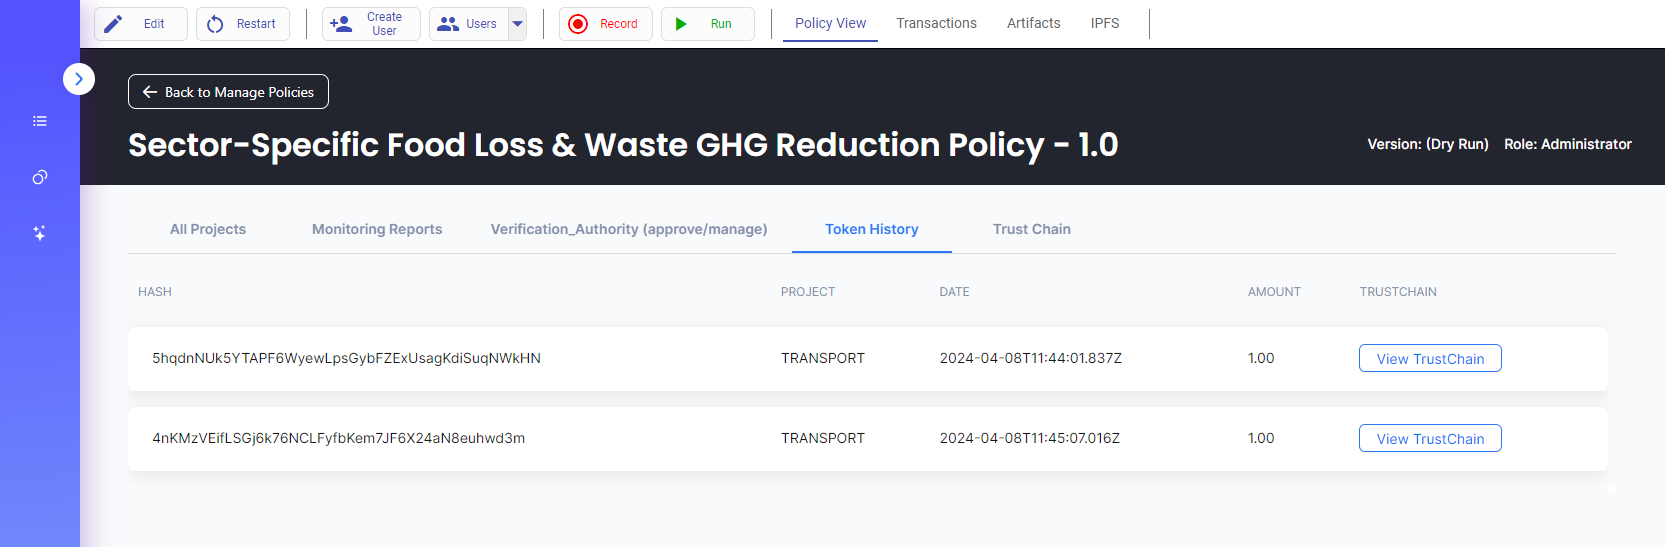 Edit Restart Create User Users Record Run Policy View Transactions Artifacts IPFS
Back to Manage Policies
Sector-Specific Food Loss & Waste GHG Reduction Policy - 1.0
Version: (Dry Run) Role: Administrator
All Projects Monitoring Reports Verification_Authority (approve/manage) Token History Trust Chain
HASH PROJECT DATE AMOUNT TRUSTCHAIN
5hqdnNUk5YTAPF6WyewLpsGybFZExUsagKdiSuqNWkHN TRANSPORT 2024-04-08T11:44:01.837Z 1.00 View TrustChain
4nKMzVEifLSGj6k76NCLFyfbKem7JF6X24aN8euhwd3m TRANSPORT 2024-04-08T11:45:07.016Z 1.00 View TrustChain